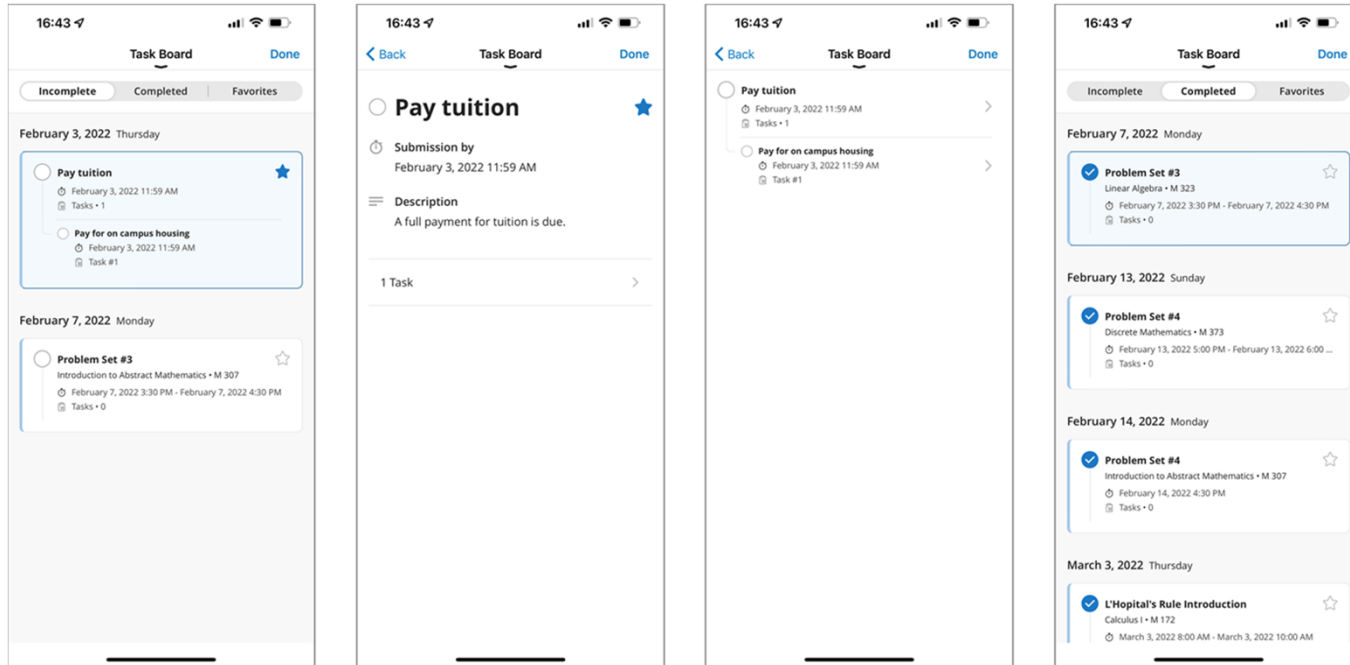 16:43
Task Board
Done
Incomplete
Completed
Favorites
February 3, 2022 Thursday
Pay tuition
February 3, 2022 11:59 AM
Tasks • 1
Pay for on campus housing
February 3, 2022 11:59 AM
Task #1
February 7, 2022 Monday
Problem Set #3
Introduction to Abstract Mathematics • M 307
February 7, 2022 3:30 PM - February 7, 2022 4:30 PM
Tasks • 0
16:43
Back
Task Board
Done
Pay tuition
Submission by
February 3, 2022 11:59 AM
Description
A full payment for tuition is due.
1 Task
16:43
Back
Task Board
Done
Pay tuition
February 3, 2022 11:59 AM
Tasks • 1
Pay for on campus housing
February 3, 2022 11:59 AM
Task #1
16:43
Task Board
Done
Incomplete
Completed
Favorites
February 7, 2022 Monday
Problem Set #3
Linear Algebra • M 323
February 7, 2022 3:30 PM - February 7, 2022 4:30 PM
Tasks • 0
February 13, 2022 Sunday
Problem Set #4
Discrete Mathematics • M 373
February 13, 2022 5:00 PM - February 13, 2022 6:00 ...
Tasks • 0
February 14, 2022 Monday
Problem Set #4
Introduction to Abstract Mathematics • M 307
February 14, 2022 4:30 PM
Tasks • 0
March 3, 2022 Thursday
L'Hopital's Rule Introduction
Calculus I • M 172
March 3, 2022 8:00 AM - March 3, 2022 10:00 AM